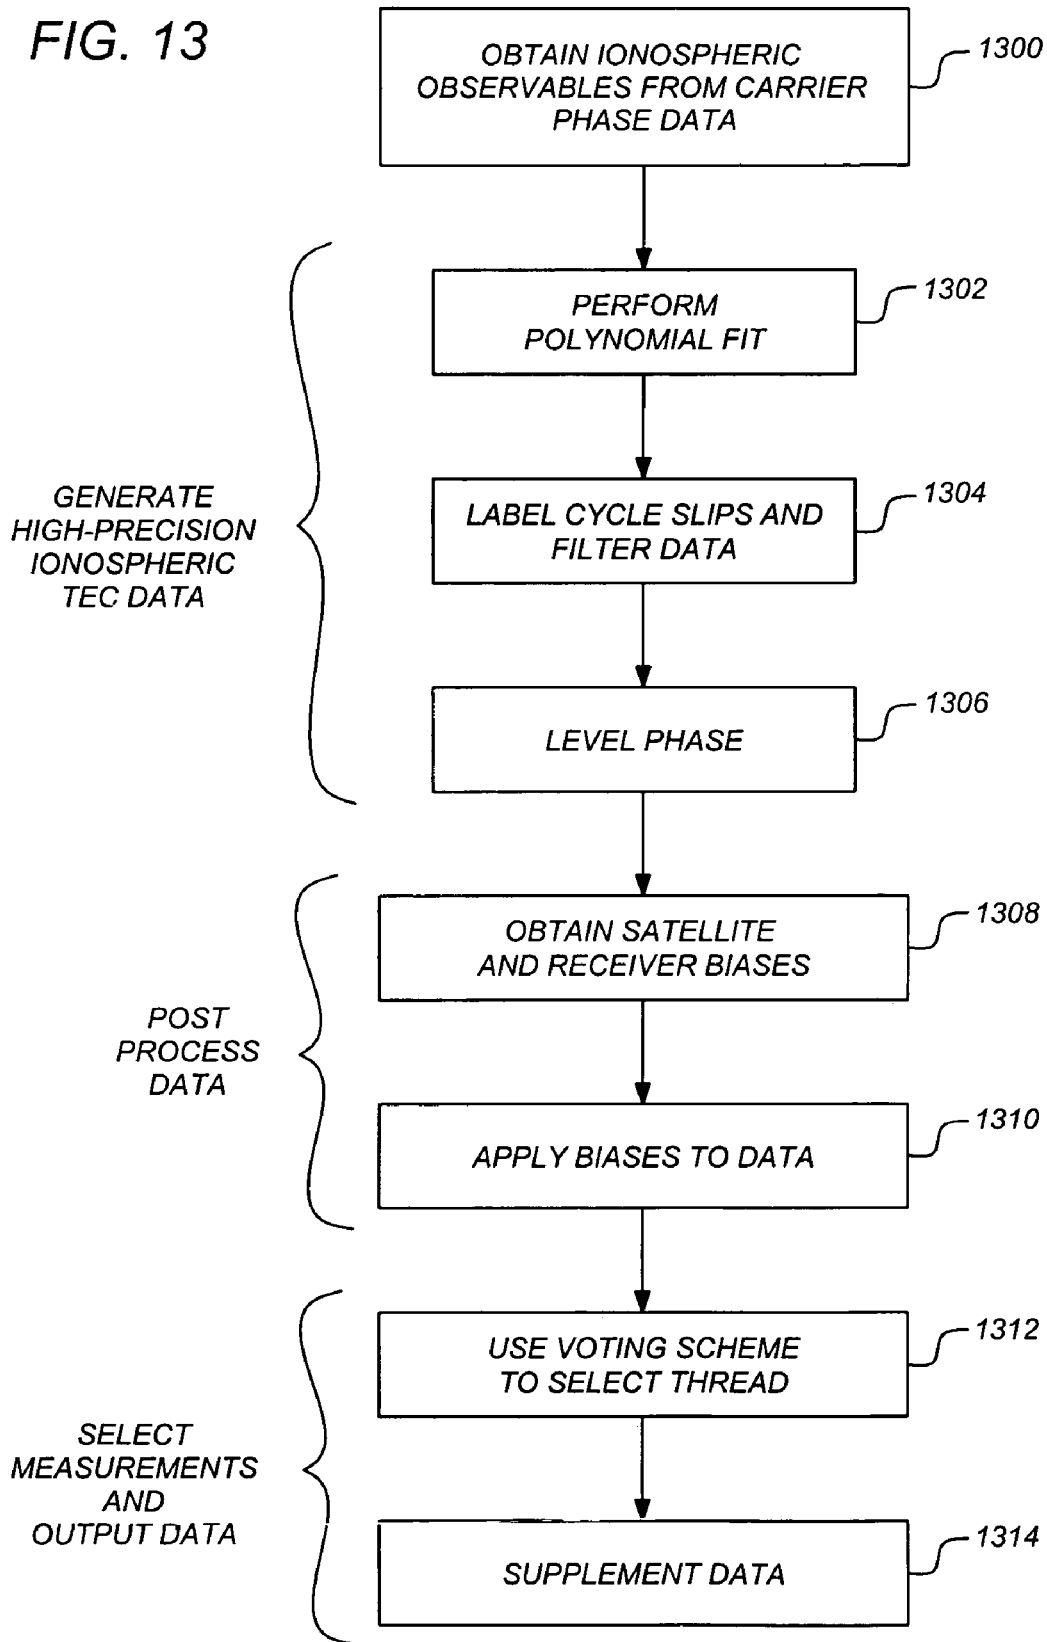 FIG. 13
OBTAIN IONOSPHERIC
OBSERVABLES FROM CARRIER
PHASE DATA
1300
PERFORM
POLYNOMIAL FIT
1302
GENERATE
HIGH-PRECISION
IONOSPHERIC
TEC DATA
LABEL CYCLE SLIPS AND
FILTER DATA
1304
LEVEL PHASE
1306
OBTAIN SATELLITE
AND RECEIVER BIASES
1308
POST
PROCESS
DATA
APPLY BIASES TO DATA
1310
USE VOTING SCHEME
TO SELECT THREAD
1312
SELECT
MEASUREMENTS
AND
OUTPUT DATA
SUPPLEMENT DATA
1314